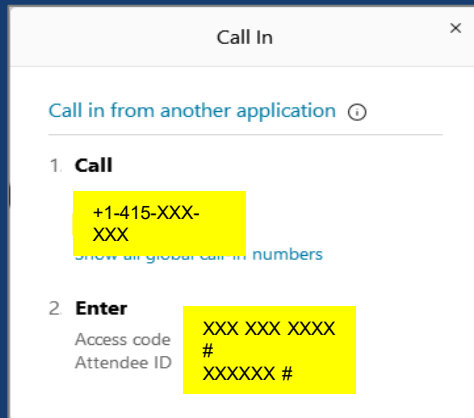 Call In
×
Call in from another application
1. Call
+1-415-XXX-
XXX
Show all global call-in numbers
2. Enter
Access code XXX XXX XXXX
#
Attendee ID XXXXXX #